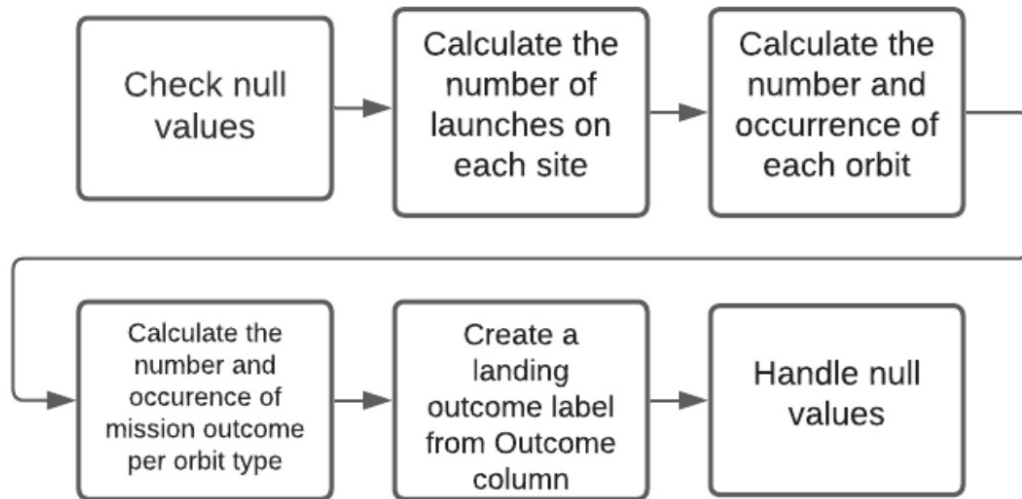 Check null
values
Calculate the
number of
launches on
each site
Calculate the
number and
occurrence of
each orbit
Calculate the
number and
occurence of
mission outcome
per orbit type
Create a
landing
outcome label
from Outcome
column
Handle null
values